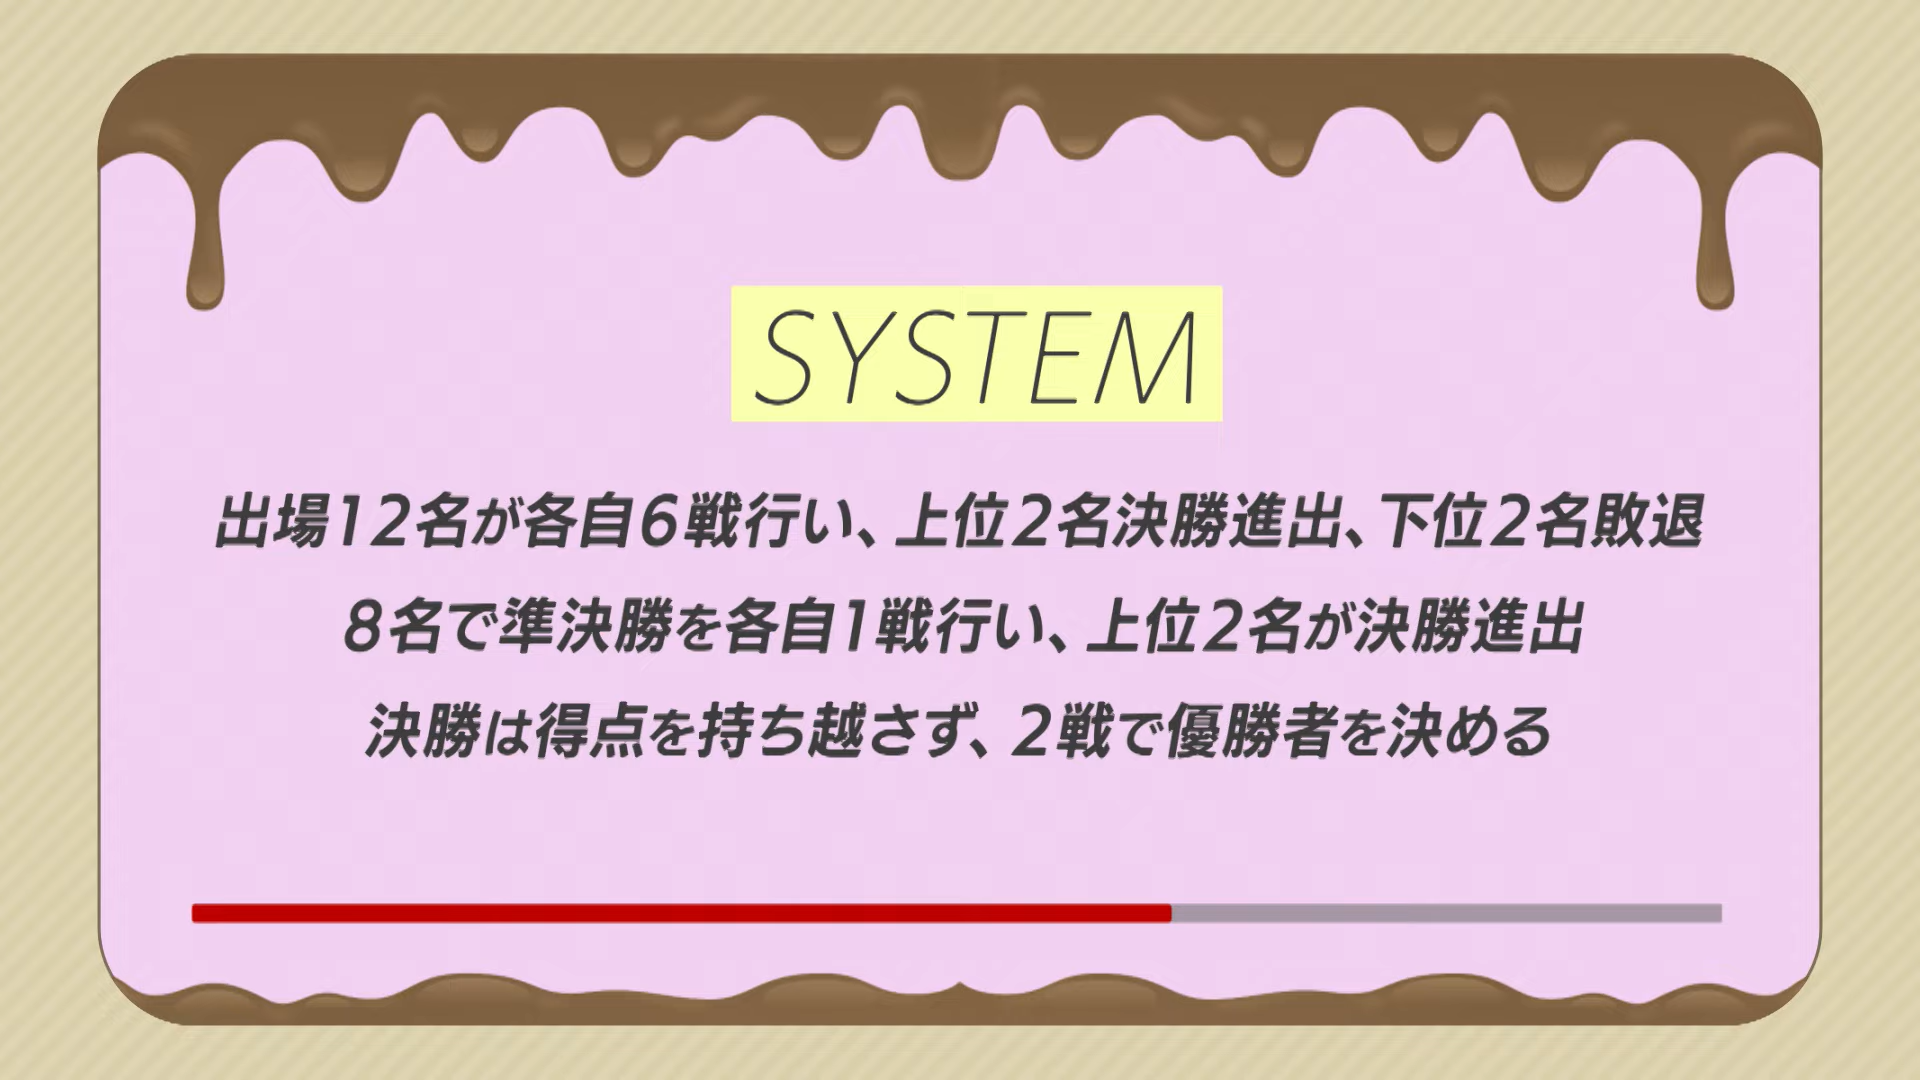 SYSTEM
出場12名が各自6戦行い、上位2名決勝進出、下位2名敗退
8名で準決勝を各自1戦行い、上位2名が決勝進出
決勝は得点を持ち越さず、2戦で優勝者を決める